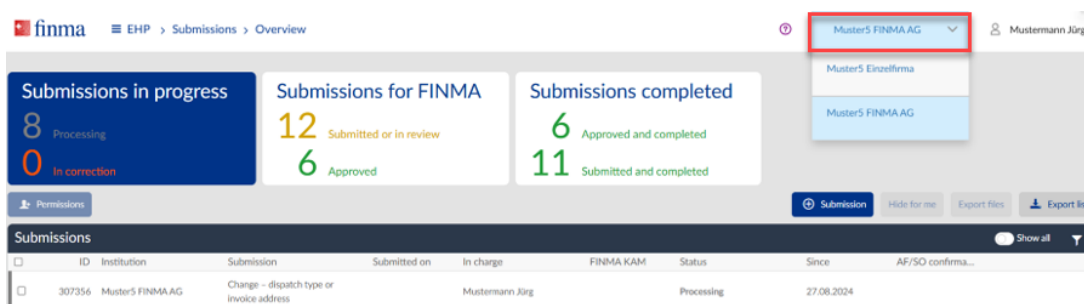 finma
EHP > Submissions > Overview
Muster5 FINMA AG
Mustermann Jürg
Muster5 Einzelfirma
Muster5 FINMA AG
Submissions in progress
8 Processing
0 In correction
Submissions for FINMA
12 Submitted or in review
6 Approved
Submissions completed
6 Approved and completed
11 Submitted and completed
Permissions
Submission
Hide for me
Export files
Export lis
Submissions
Show all
ID Institution Submission Submitted on In charge FINMA KAM Status Since AF/SO confirma...
307356 Muster5 FINMA AG Change – dispatch type or Mustermann Jürg Processing 27.08.2024
invoice address